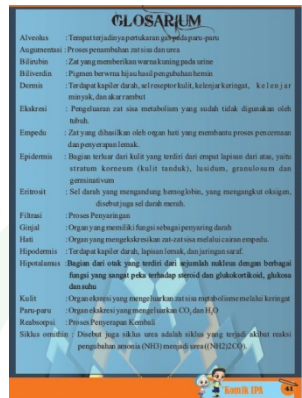 GLOSARIUM
Alveolus : Tempat terjadinya pertukaran gas pada paru-paru
Augmentasi : Proses penambahan zat sisa dan urea
Bilirubin : Zat yang memberikan warna kuning pada urine
Biliverdin : Pigmen berwarna hijau hasil pengubahan hemin
Dermis : Terdapat kapiler darah, sel reseptor kulit, kelenjar keringat, kelenjar
minyak, dan akar rambut
Ekskresi : Pengeluaran zat sisa metabolism yang sudah tidak digunakan oleh
tubuh.
Empedu : Zat yang dihasilkan oleh organ hati yang membantu proses pencernaan
dan penyerapan lemak.
Epidermis : Bagian terluar dari kulit yang terdiri dari empat lapisan dari atas, yaitu
stratum korneum (kulit tanduk), lusidum, granulosem dan
germinativum
Eritrosit : Sel darah yang mengandung hemoglobin, yang mengangkut oksigen,
disebut juga sel darah merah.
Filtrasi : Proses Penyaringan
Ginjal : Organ yang memiliki fungsi sebagai penyaring darah
Hati : Organ yang mengekskresikan zat-zat sisa melalui cairan empedu.
Hipodermis : Terdapat kapiler darah, lapisan lemak, dan jaringan saraf.
Hipotalamus :Bagian dari otak yang terdiri dari sejumlah nukleus dengan berbagai
fungsi yang sangat peka terhadap steroid dan glukokortikoid, glukosa
dan suhu
Kulit : Organ eksresi yang mengeluarkan zat sisa metabolisme melalui keringat
Paru-paru : Organ ekskresi yang mengeluarkan CO₂ dan H₂O
Reabsorpsi : Proses Penyerapan Kembali
Siklus ornithin : Disebut juga siklus urea adalah siklus yang terjadi akibat reaksi
pengubahan amonia (NH3) menjadi urea ((NH2)2CO).
Komik IPA 43